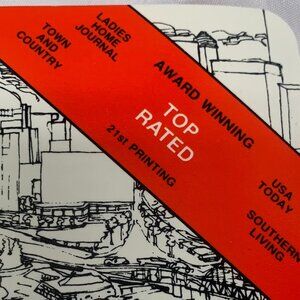 LADIES
HOME
JOURNAL
TOWN
AND
COUNTRY
AWARD WINNING
TOP
RATED
21st PRINTING
USA
TODAY
SOUTHERN
LIVING